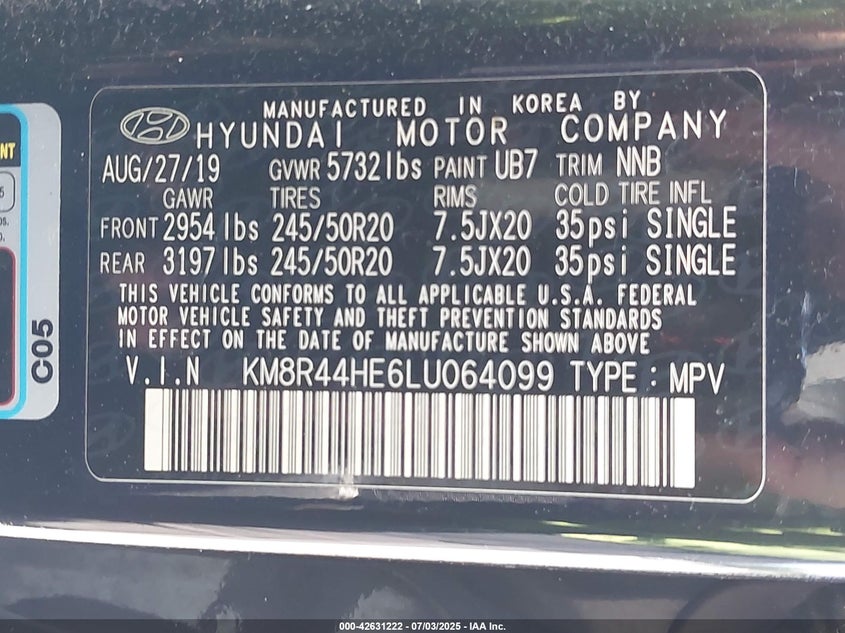 MANUFACTURED IN KOREA BY
HYUNDAI MOTOR COMPANY
AUG/27/19 GVWR 5732lbs PAINT UB7 TRIM NNB
GAWR TIRES RIMS COLD TIRE INFL
FRONT 2954 lbs 245/50R20 7.5JX20 35psi SINGLE
REAR 3197 lbs 245/50R20 7.5JX20 35psi SINGLE
THIS VEHICLE CONFORMS TO ALL APPLICABLE U.S.A. FEDERAL
MOTOR VEHICLE SAFETY AND THEFT PREVENTION STANDARDS
IN EFFECT ON THE DATE OF MANUFACTURE SHOWN ABOVE
V.I.N KM8R44HE6LU064099 TYPE : MPV
C05
000-42631222 - 07/03/2025 - IAA Inc.